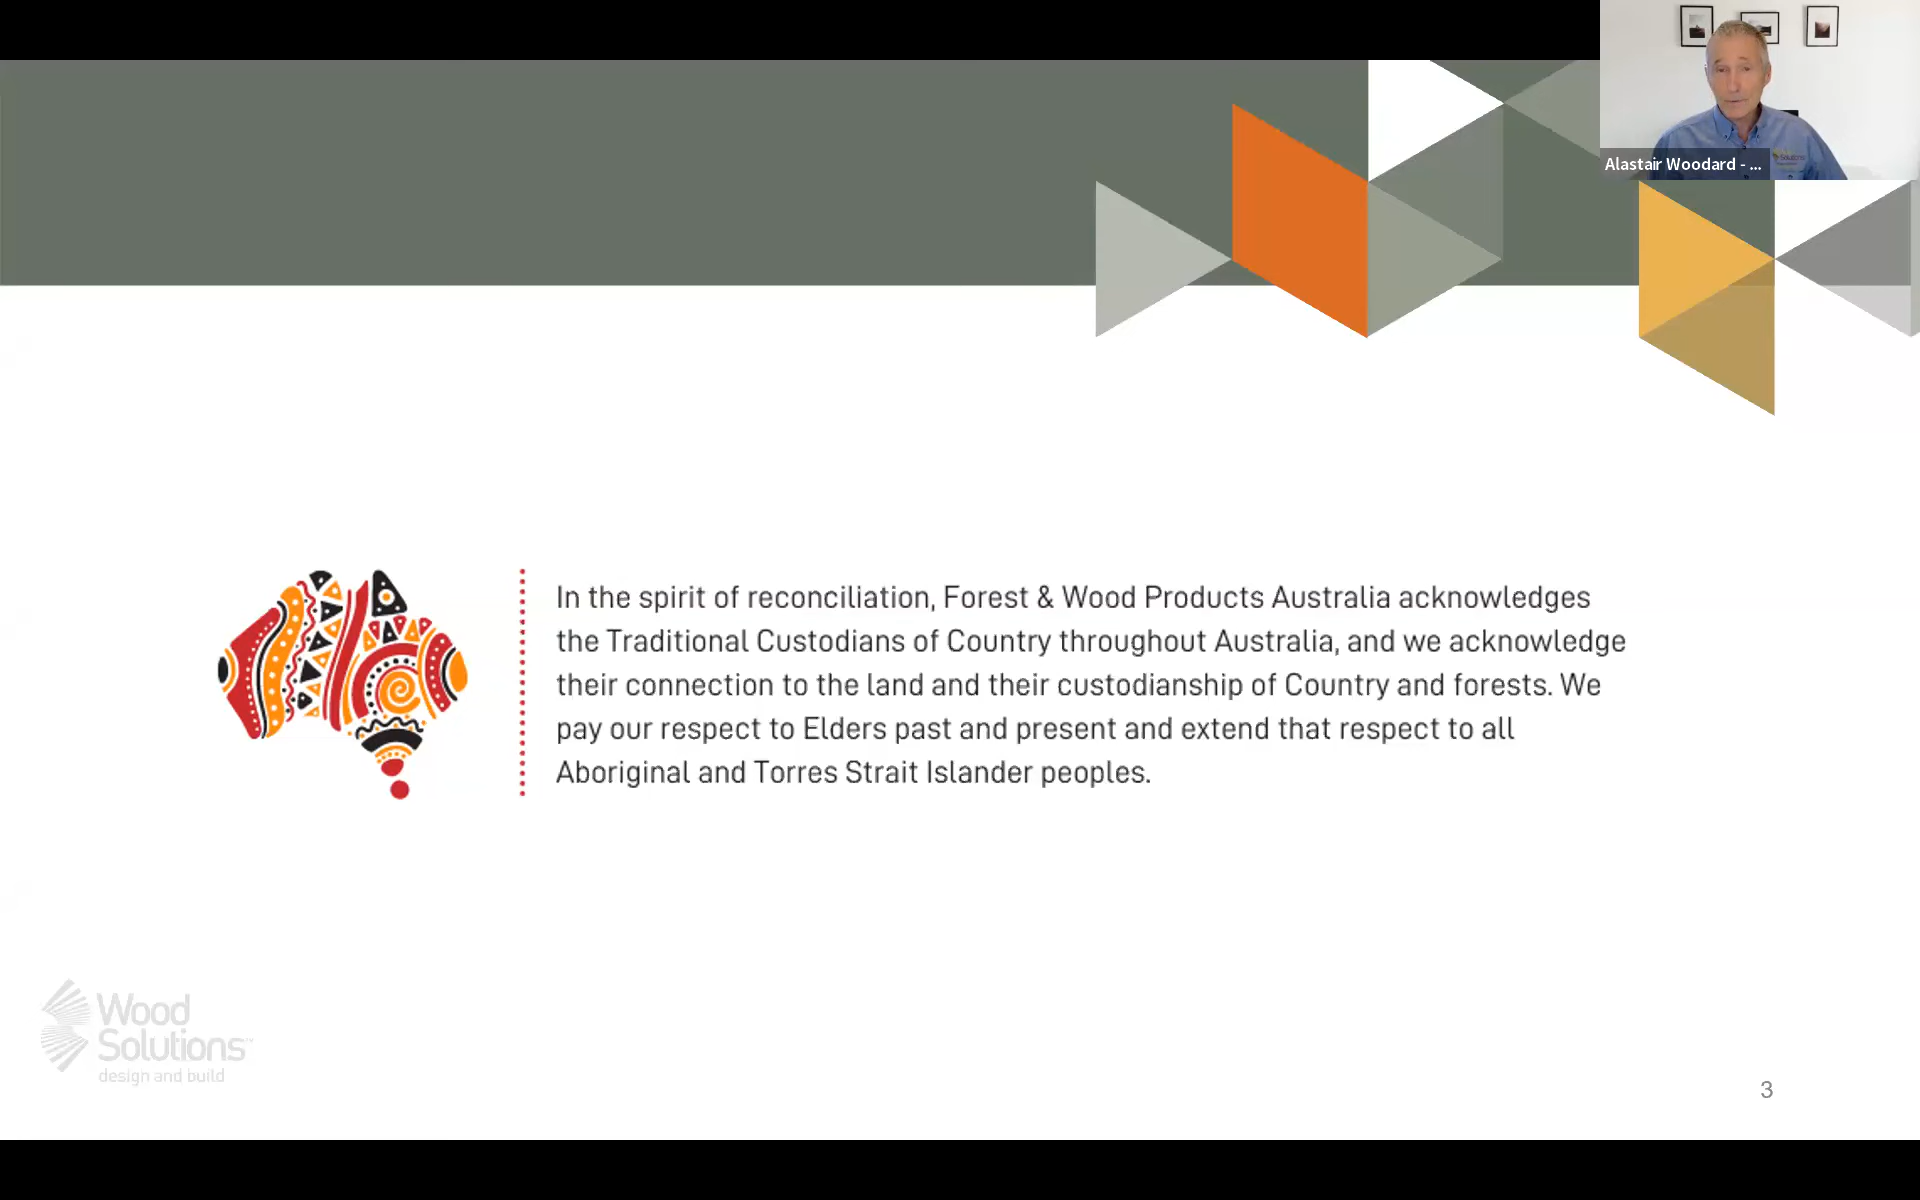 Alastair Woodard - ...
In the spirit of reconciliation, Forest & Wood Products Australia acknowledges
the Traditional Custodians of Country throughout Australia, and we acknowledge
their connection to the land and their custodianship of Country and forests. We
pay our respect to Elders past and present and extend that respect to all
Aboriginal and Torres Strait Islander peoples.
Wood
Solutions™
design and build
3